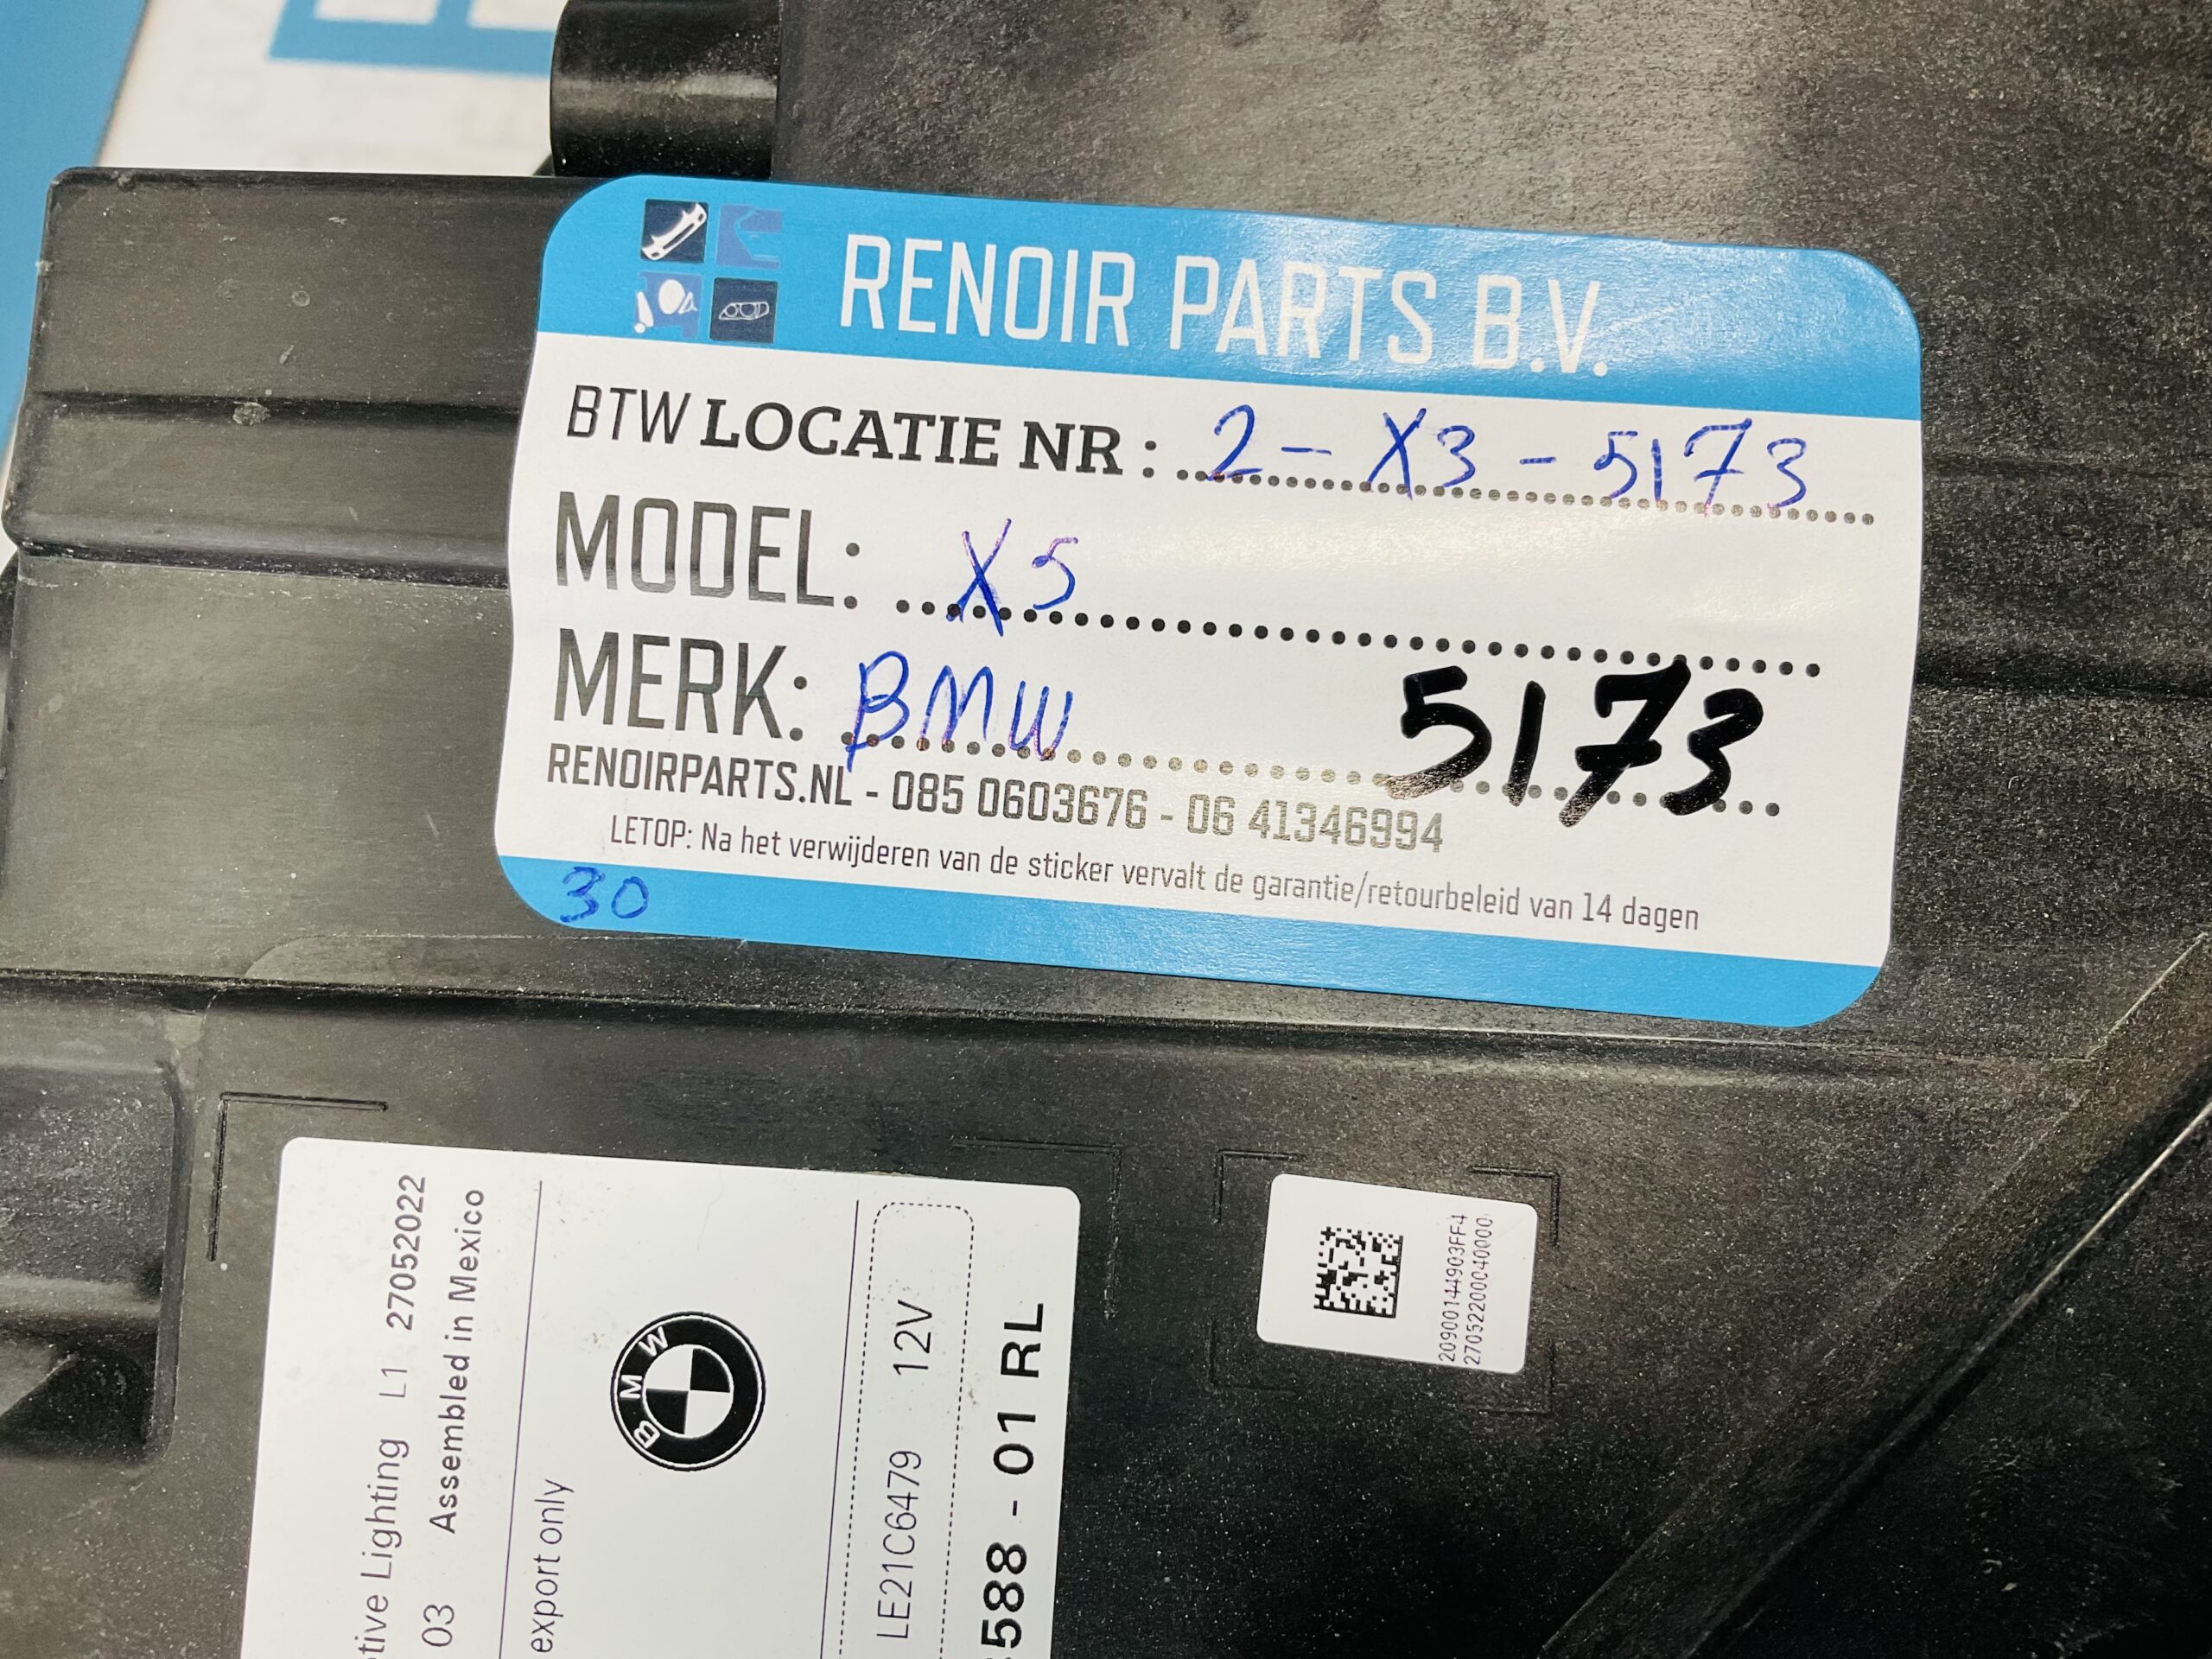 RENOIR PARTS B.V.
BTW LOCATIE NR : 2 - X3 - 5173
MODEL: X5
MERK: BMW
5173
RENOIRPARTS.NL - 085 0603676 - 06 41346994
LETOP: Na het verwijderen van de sticker vervalt de garantie/retourbeleid van 14 dagen
30
Lighting L1 27052022
03 Assembled in Mexico
export only
BMW
LE21C6479 12V
588 - 01 RL
20900144903FF4
27052200040000